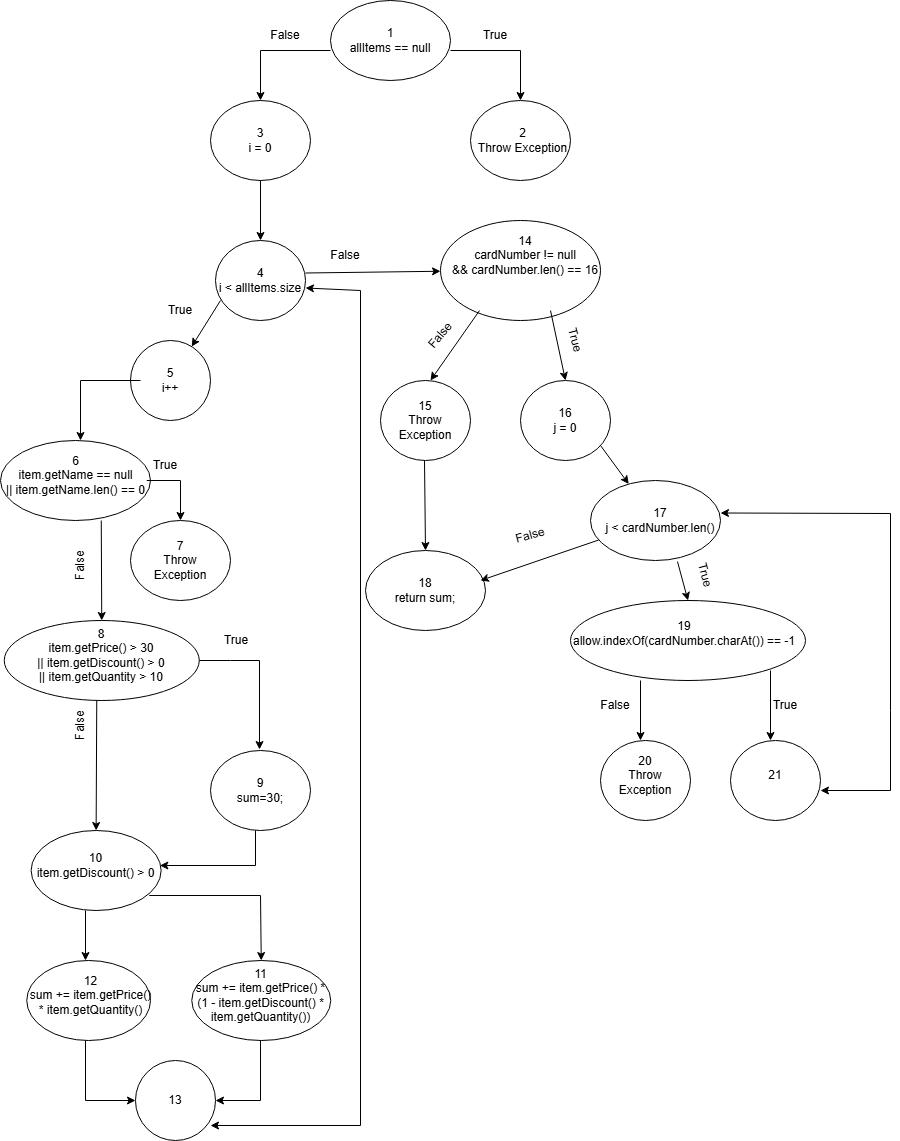 1
allItems == null
False
True
3
i = 0
2
Throw Exception
4
i < allItems.size
False
14
cardNumber != null
&& cardNumber.len() == 16
True
5
i++
False
True
15
Throw
Exception
16
j = 0
6
item.getName == null
|| item.getName.len() == 0
True
7
Throw
Exception
False
17
j < cardNumber.len()
False
True
18
return sum;
8
item.getPrice() > 30
|| item.getDiscount() > 0
|| item.getQuantity > 10
True
False
19
allow.indexOf(cardNumber.charAt()) == -1
False
True
9
sum=30;
20
Throw
Exception
21
10
item.getDiscount() > 0
12
sum += item.getPrice()
* item.getQuantity()
11
sum += item.getPrice() *
(1 - item.getDiscount() *
item.getQuantity())
13